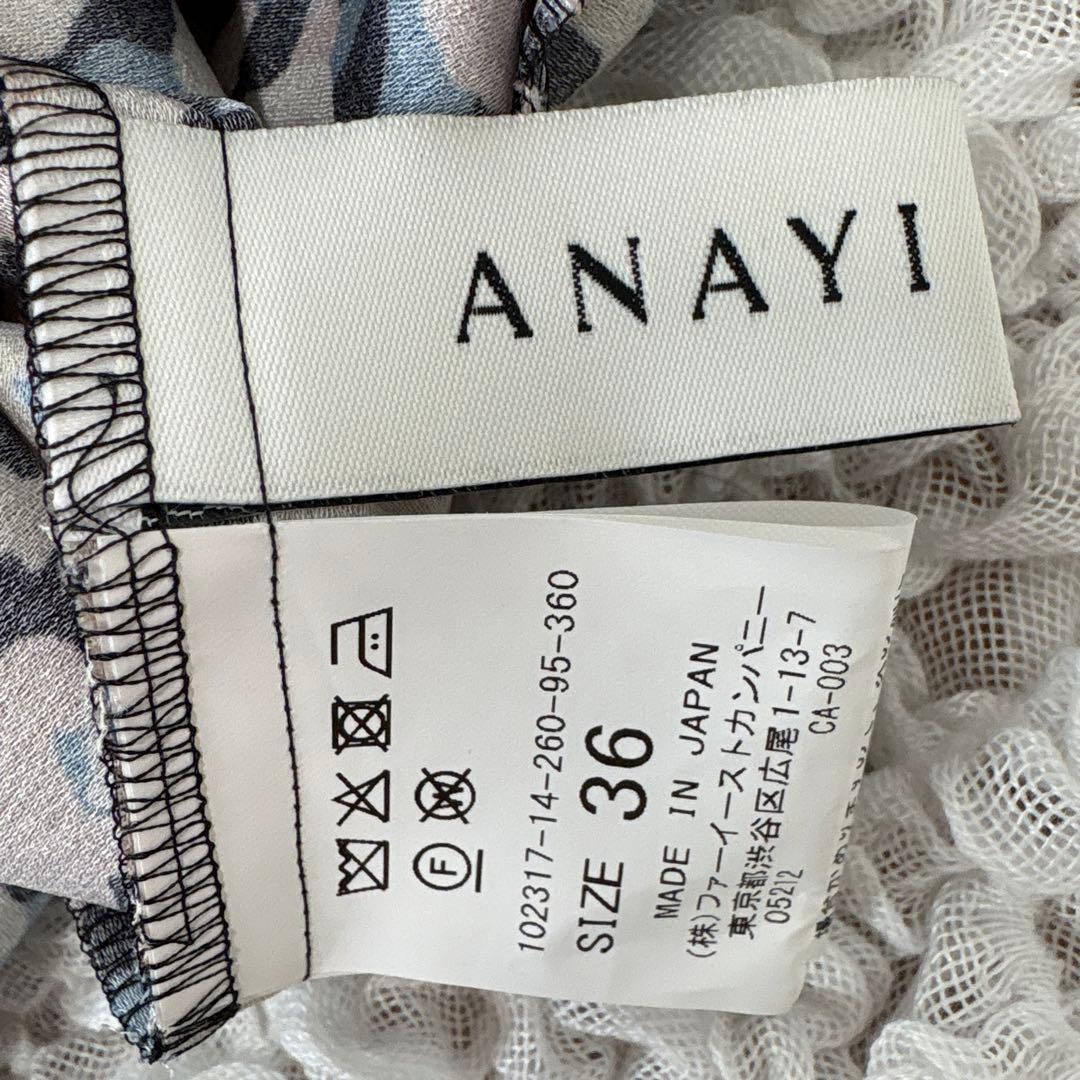 ANAYI
F
W
102317-14-260-95-360
SIZE 36
MADE IN JAPAN
(株)ファーイーストカンパニー
東京都渋谷区広尾1-13-7
05212
CA-003